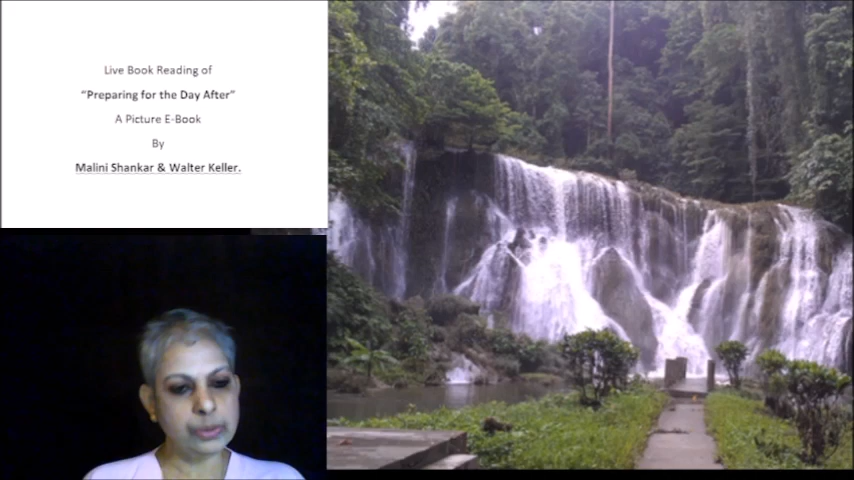 Live Book Reading of
“Preparing for the Day After”
A Picture E-Book
By
Malini Shankar & Walter Keller.